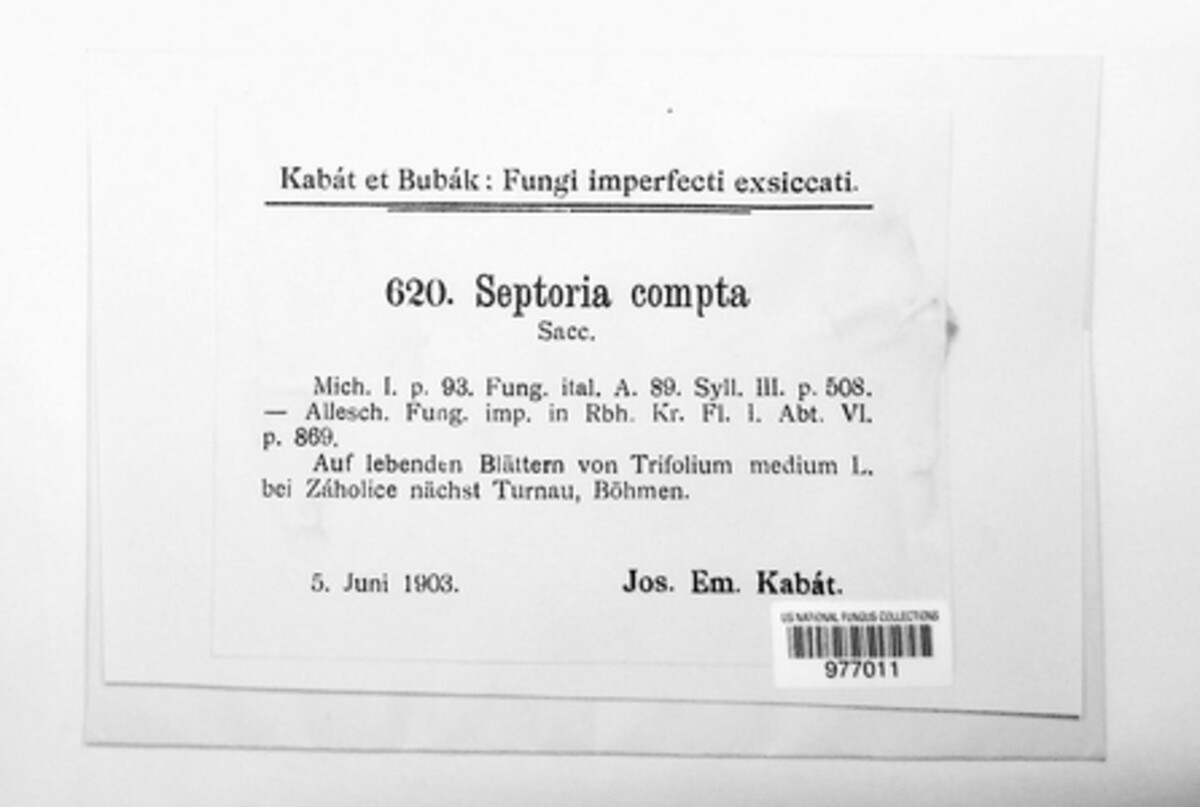 Kabát et Bubák: Fungi imperfecti exsiccati.
620. Septoria compta
Sacc.
Mich. I. p. 93. Fung. ital. A. 89. Syll. III. p. 508.
— Allesch. Fung. imp. in Rbh. Kr. Fl. I. Abt. VI.
p. 869.
Auf lebenden Blättern von Trifolium medium L.
bei Záholice nächst Turnau, Böhmen.
5. Juni 1903. Jos. Em. Kabát.
US NATIONAL FUNGUS COLLECTIONS
977011